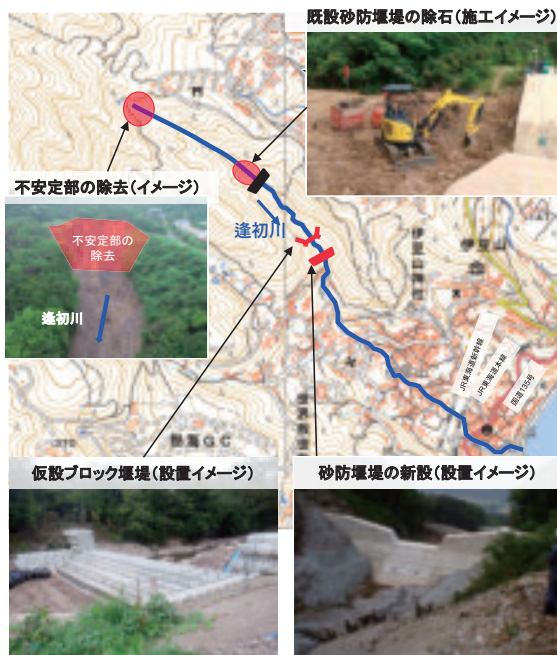 既設砂防堰堤の除石(施工イメージ)
不安定部の除去(イメージ)
不安定部の
除去
逢初川
逢初川
JR東海道新幹線
JR東海道本線
国道135号
熱海GC
仮設ブロック堰堤(設置イメージ)
砂防堰堤の新設(設置イメージ)